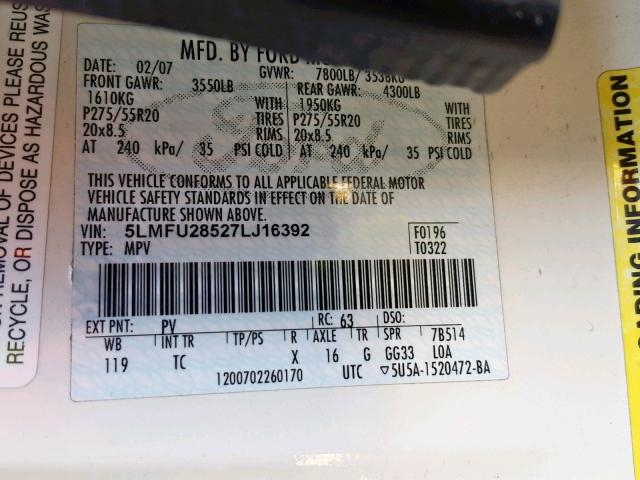 MFD. BY FORD
DATE: 02/07 GVWR: 7800LB/ 3538KG
FRONT GAWR: 3550LB REAR GAWR: 4300LB
1610KG WITH 1950KG WITH
P275/55R20 TIRES P275/55R20 TIRES
20x8.5 RIMS 20x8.5 RIMS
AT 240 kPa/ 35 PSI COLD AT 240 kPa/ 35 PSI COLD
THIS VEHICLE CONFORMS TO ALL APPLICABLE FEDERAL MOTOR
VEHICLE SAFETY STANDARDS IN EFFECT ON THE DATE OF
MANUFACTURE SHOWN ABOVE.
VIN: 5LMFU28527LJ16392 F0196
TYPE: MPV T0322
EXT PNT: PV RC: 63 DSO:
WB INT TR TP/PS R AXLE TR SPR 7B514
119 TC X 16 G GG33 LOA
1200702260170 UTC ▽5U5A-1520472-BA
REMOVAL OF DEVICES PLEASE REUSE
RECYCLE, OR DISPOSE AS HAZARDOUS WAS
LOADING INFORMATION